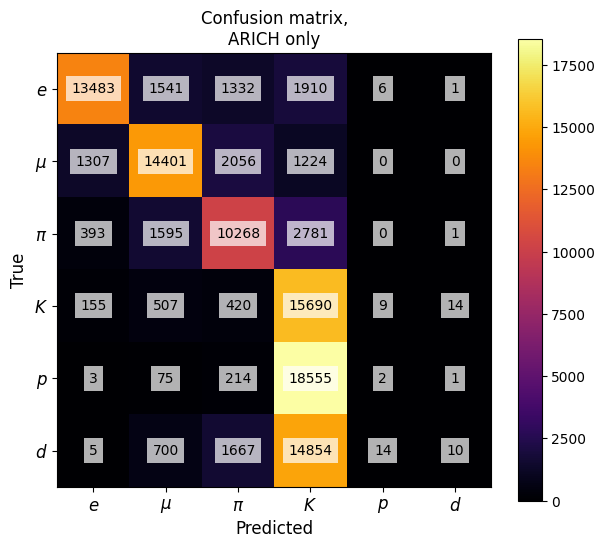 Confusion matrix,
ARICH only
e 13483 1541 1332 1910 6 1
μ 1307 14401 2056 1224 0 0
π 393 1595 10268 2781 0 1
K 155 507 420 15690 9 14
p 3 75 214 18555 2 1
d 5 700 1667 14854 14 10
e μ π K p d
True
Predicted
17500
15000
12500
10000
7500
5000
2500
0